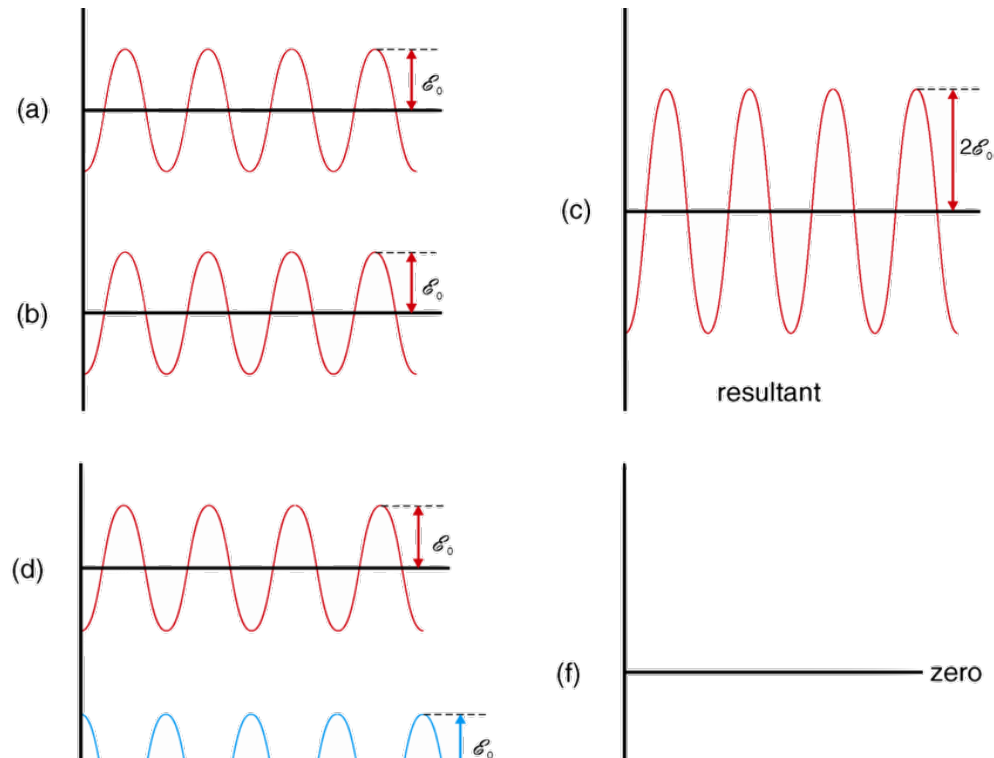 (a)
ℰ₀
(b)
ℰ₀
(c)
2ℰ₀
resultant
(d)
ℰ₀
ℰ₀
(f)
zero